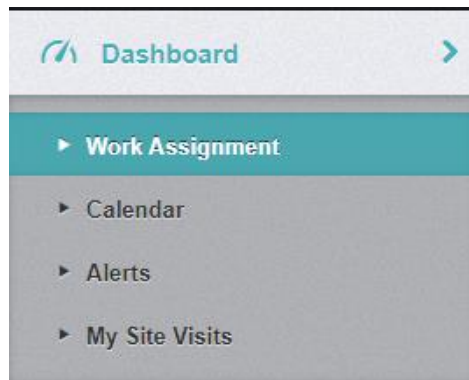 Dashboard
Work Assignment
Calendar
Alerts
My Site Visits